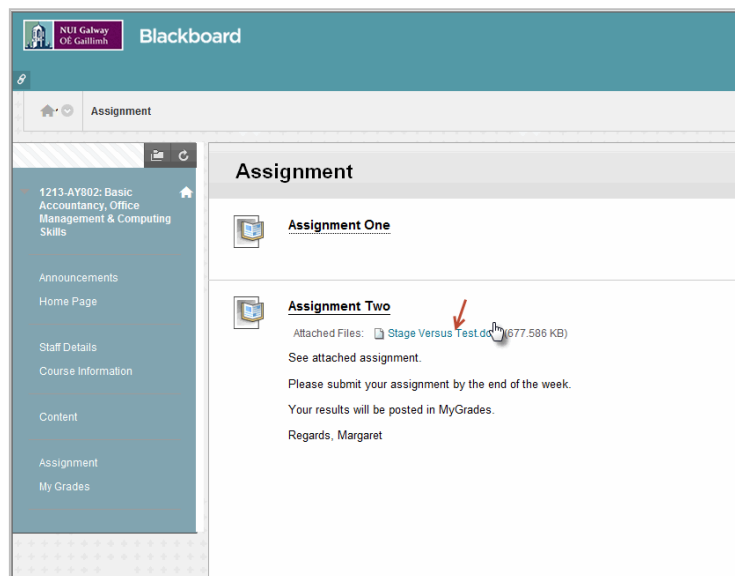 NUI Galway
OÉ Gaillimh
Blackboard
Assignment
1213-AY802: Basic
Accountancy, Office
Management & Computing
Skills
Announcements
Home Page
Staff Details
Course Information
Content
Assignment
My Grades
Assignment
Assignment One
Assignment Two
Attached Files: Stage Versus Test.do (677.586 KB)
See attached assignment.
Please submit your assignment by the end of the week.
Your results will be posted in MyGrades.
Regards, Margaret